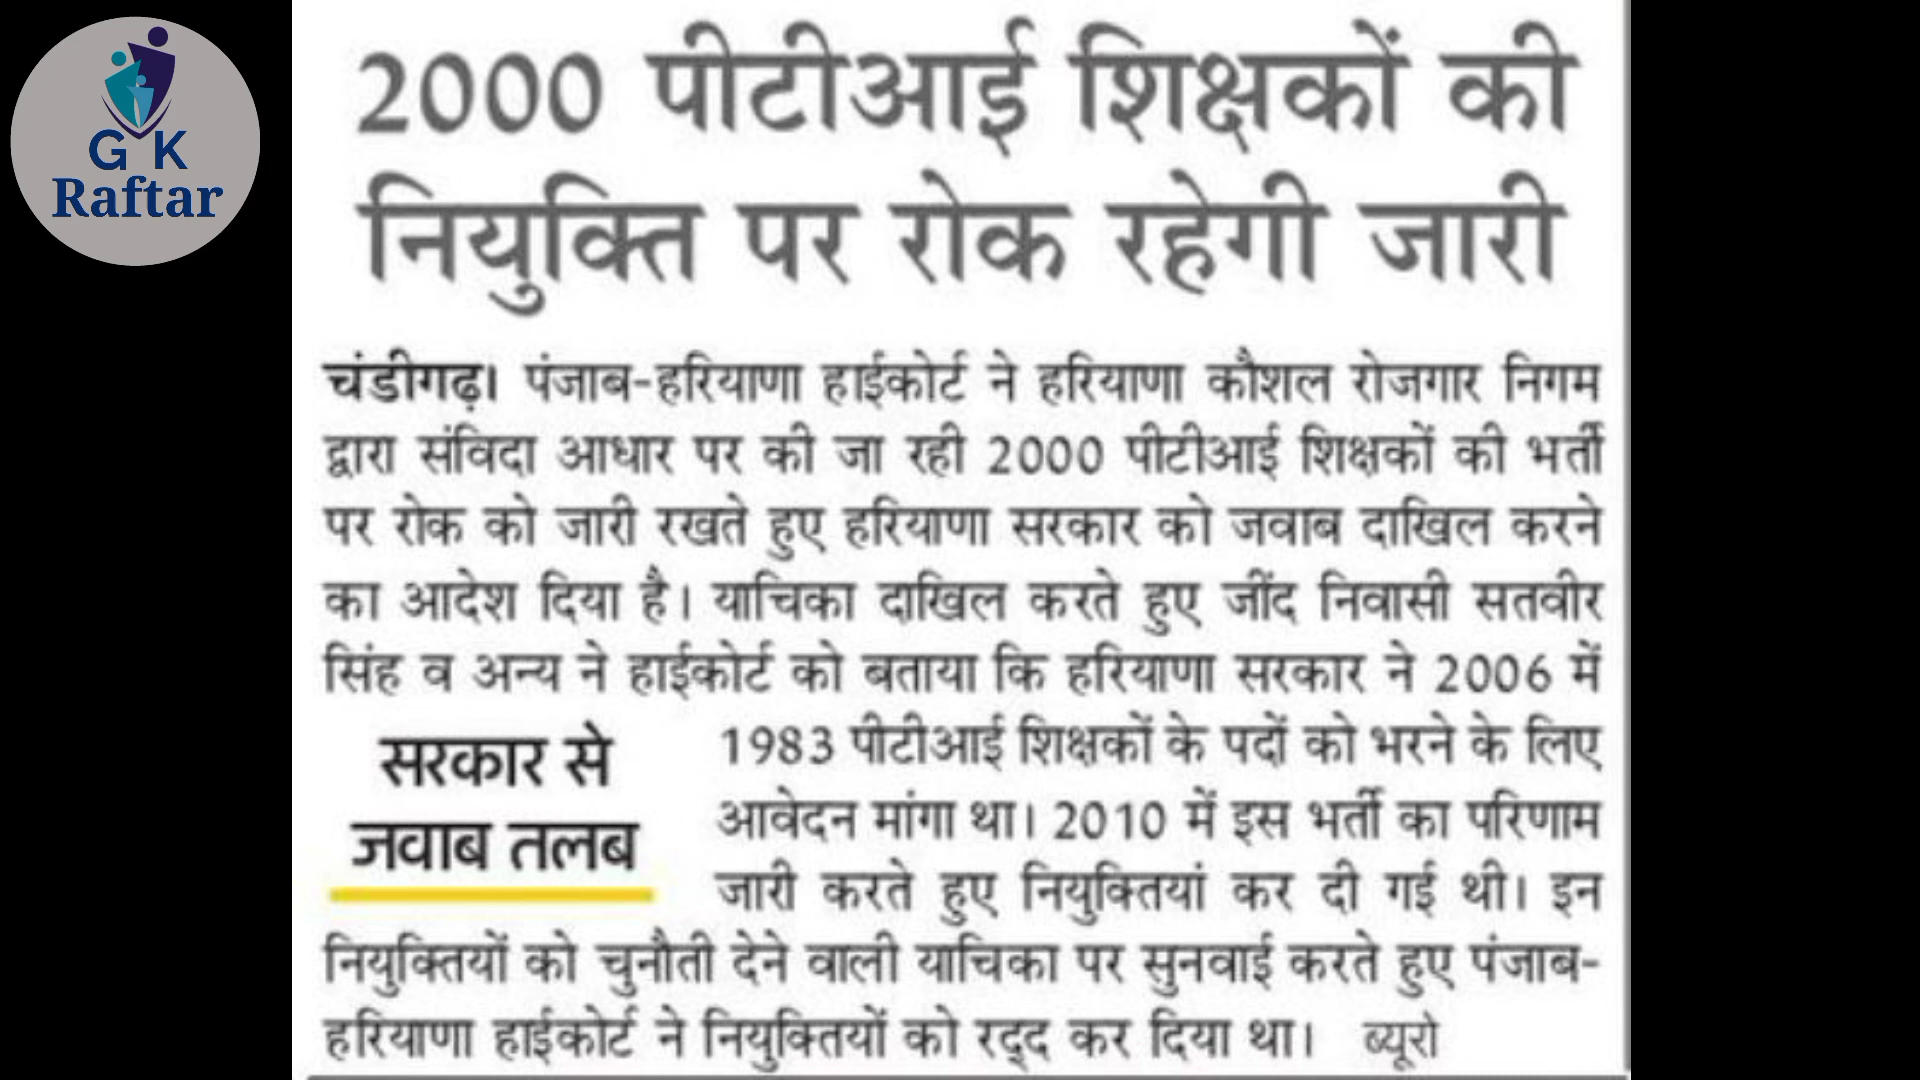 G K
Raftar
2000 पीटीआई शिक्षकों की
नियुक्ति पर रोक रहेगी जारी
चंडीगढ़। पंजाब-हरियाणा हाईकोर्ट ने हरियाणा कौशल रोजगार निगम
द्वारा संविदा आधार पर की जा रही 2000 पीटीआई शिक्षकों की भर्ती
पर रोक को जारी रखते हुए हरियाणा सरकार को जवाब दाखिल करने
का आदेश दिया है। याचिका दाखिल करते हुए जींद निवासी सतवीर
सिंह व अन्य ने हाईकोर्ट को बताया कि हरियाणा सरकार ने 2006 में
सरकार से
जवाब तलब
1983 पीटीआई शिक्षकों के पदों को भरने के लिए
आवेदन मांगा था। 2010 में इस भर्ती का परिणाम
जारी करते हुए नियुक्तियां कर दी गई थी। इन
नियुक्तियों को चुनौती देने वाली याचिका पर सुनवाई करते हुए पंजाब-
हरियाणा हाईकोर्ट ने नियुक्तियों को रद्द कर दिया था। ब्यूरो